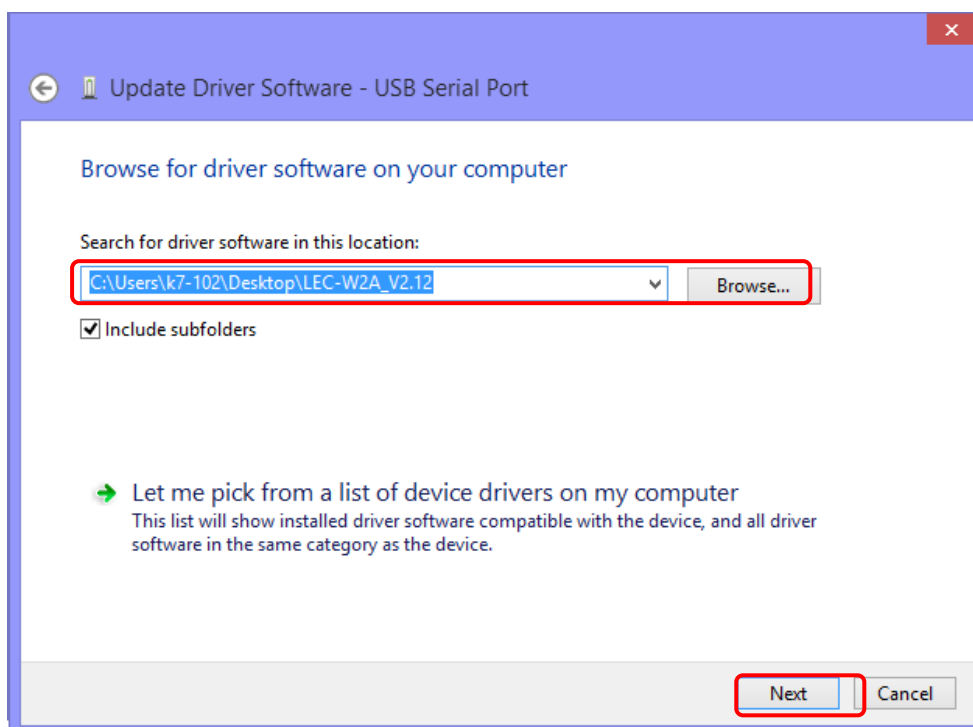 Update Driver Software - USB Serial Port
Browse for driver software on your computer
Search for driver software in this location:
C:\Users\k7-102\Desktop\LEC-W2A_V2.12
Browse...
Include subfolders
Let me pick from a list of device drivers on my computer
This list will show installed driver software compatible with the device, and all driver
software in the same category as the device.
Next
Cancel